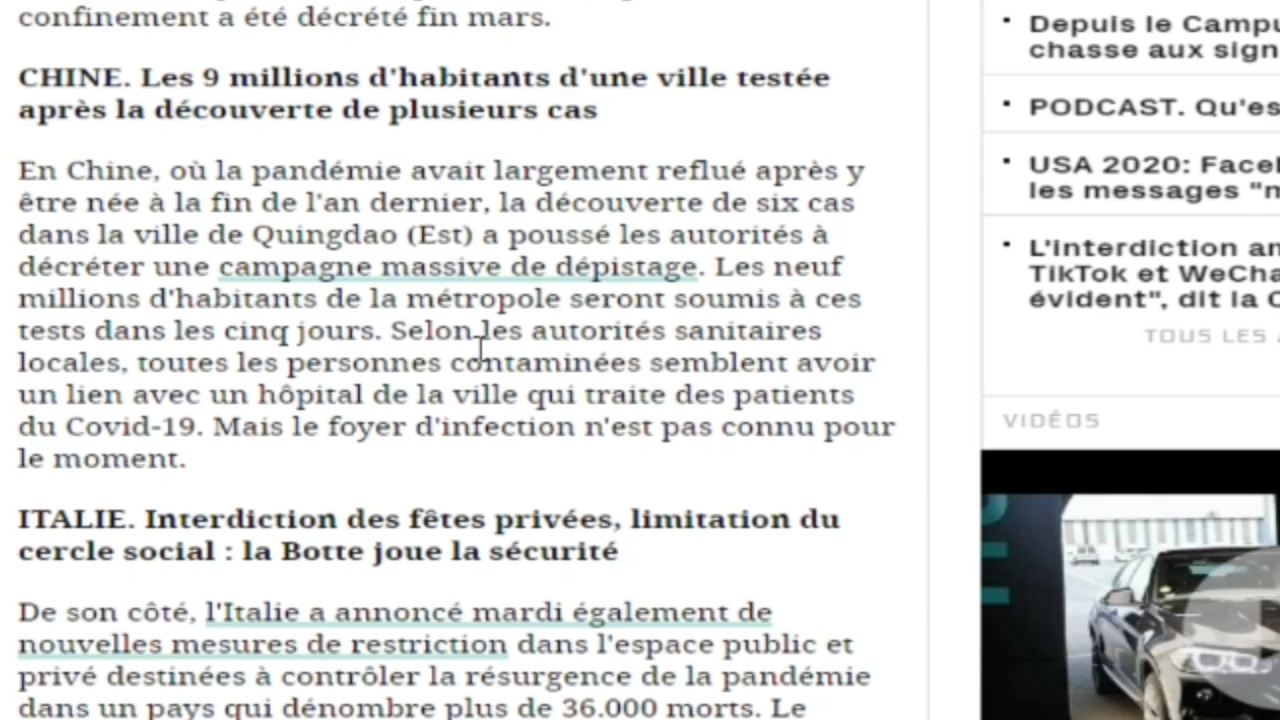 confinement a été décrété fin mars.
CHINE. Les 9 millions d'habitants d'une ville testée
après la découverte de plusieurs cas
En Chine, où la pandémie avait largement reflué après y
être née à la fin de l'an dernier, la découverte de six cas
dans la ville de Quingdao (Est) a poussé les autorités à
décréter une campagne massive de dépistage. Les neuf
millions d'habitants de la métropole seront soumis à ces
tests dans les cinq jours. Selon les autorités sanitaires
locales, toutes les personnes contaminées semblent avoir
un lien avec un hôpital de la ville qui traite des patients
du Covid-19. Mais le foyer d'infection n'est pas connu pour
le moment.
ITALIE. Interdiction des fêtes privées, limitation du
cercle social : la Botte joue la sécurité
De son côté, l'Italie a annoncé mardi également de
nouvelles mesures de restriction dans l'espace public et
privé destinées à contrôler la résurgence de la pandémie
dans un pays qui dénombre plus de 36.000 morts. Le
Depuis le Campu
chasse aux sign
PODCAST. Qu'es
USA 2020: Faceb
les messages "n
L'interdiction an
TikTok et WeCha
évident", dit la C
TOUS LES
VIDÉOS